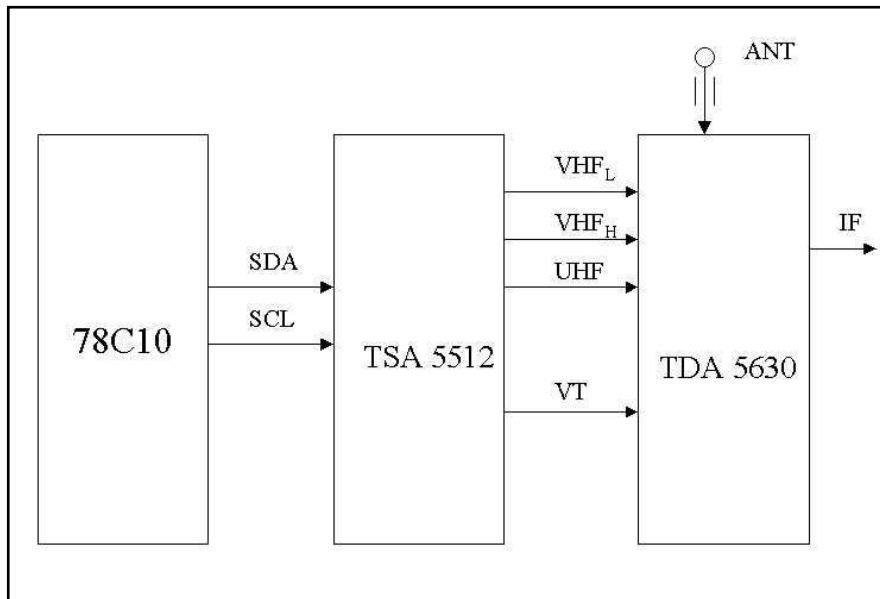 ANT
VHF_L
VHF_H
IF
SDA
UHF
SCL
78C10
TSA 5512
TDA 5630
VT